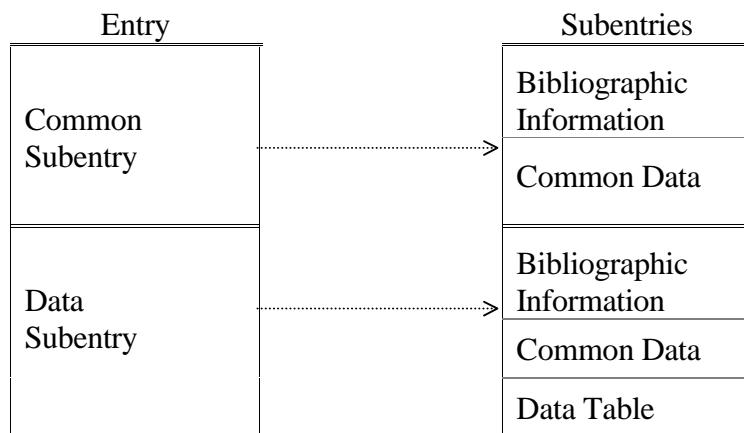 Entry
Subentries
Common
Subentry
Bibliographic
Information
Common Data
Data
Subentry
Bibliographic
Information
Common Data
Data Table